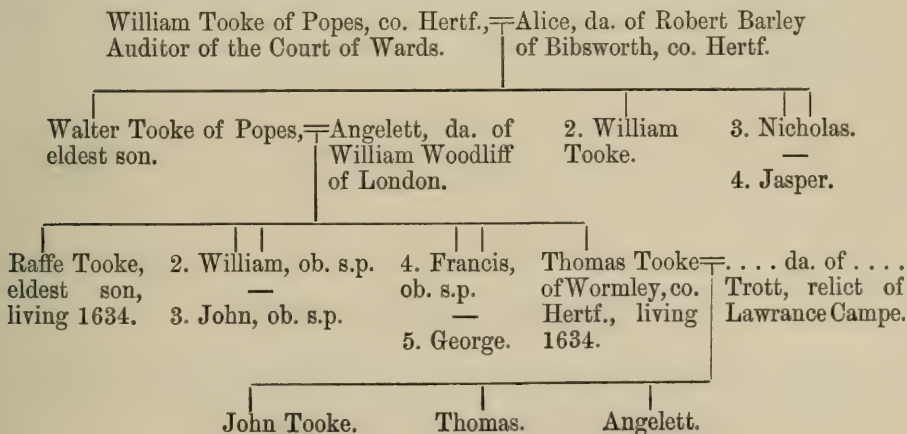 William Tooke of Popes, co. Hertf.,
Auditor of the Court of Wards.
Alice, da. of Robert Barley
of Bibsworth, co. Hertf.
Walter Tooke of Popes,
eldest son.
Angelett, da. of
William Woodliff
of London.
2. William
Tooke.
3. Nicholas.
—
4. Jasper.
Raffe Tooke,
eldest son,
living 1634.
2. William, ob. s.p.
—
3. John, ob. s.p.
4. Francis,
ob. s.p.
—
5. George.
Thomas Tooke
of Wormley, co.
Hertf., living
1634.
. . . . da. of . . . .
Trott, relict of
Lawrance Campe.
John Tooke.
Thomas.
Angelett.